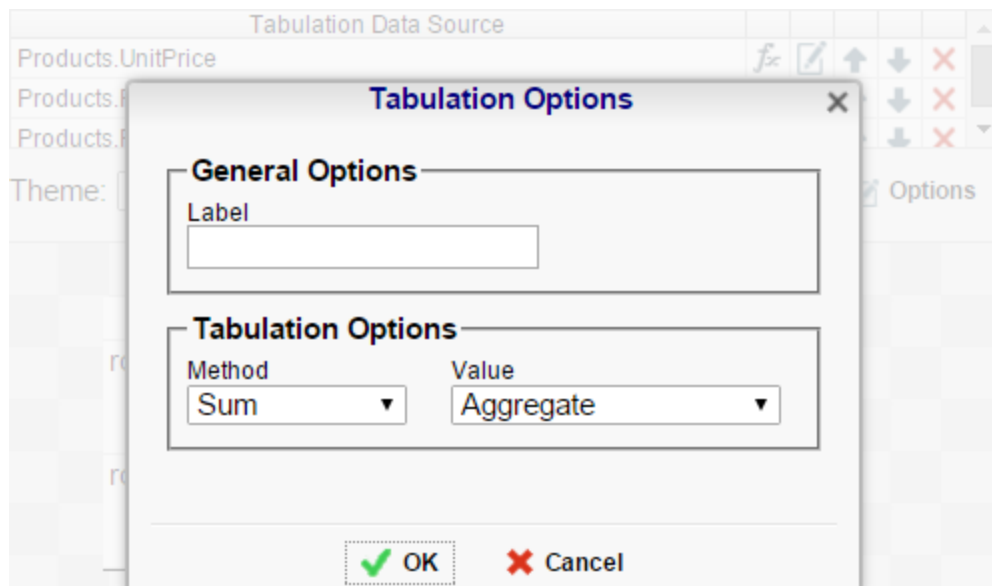 Tabulation Data Source
Products.UnitPrice
Tabulation Options
Products.
Products.
General Options
Theme:
Options
Label
Tabulation Options
Method Value
Sum Aggregate
OK Cancel